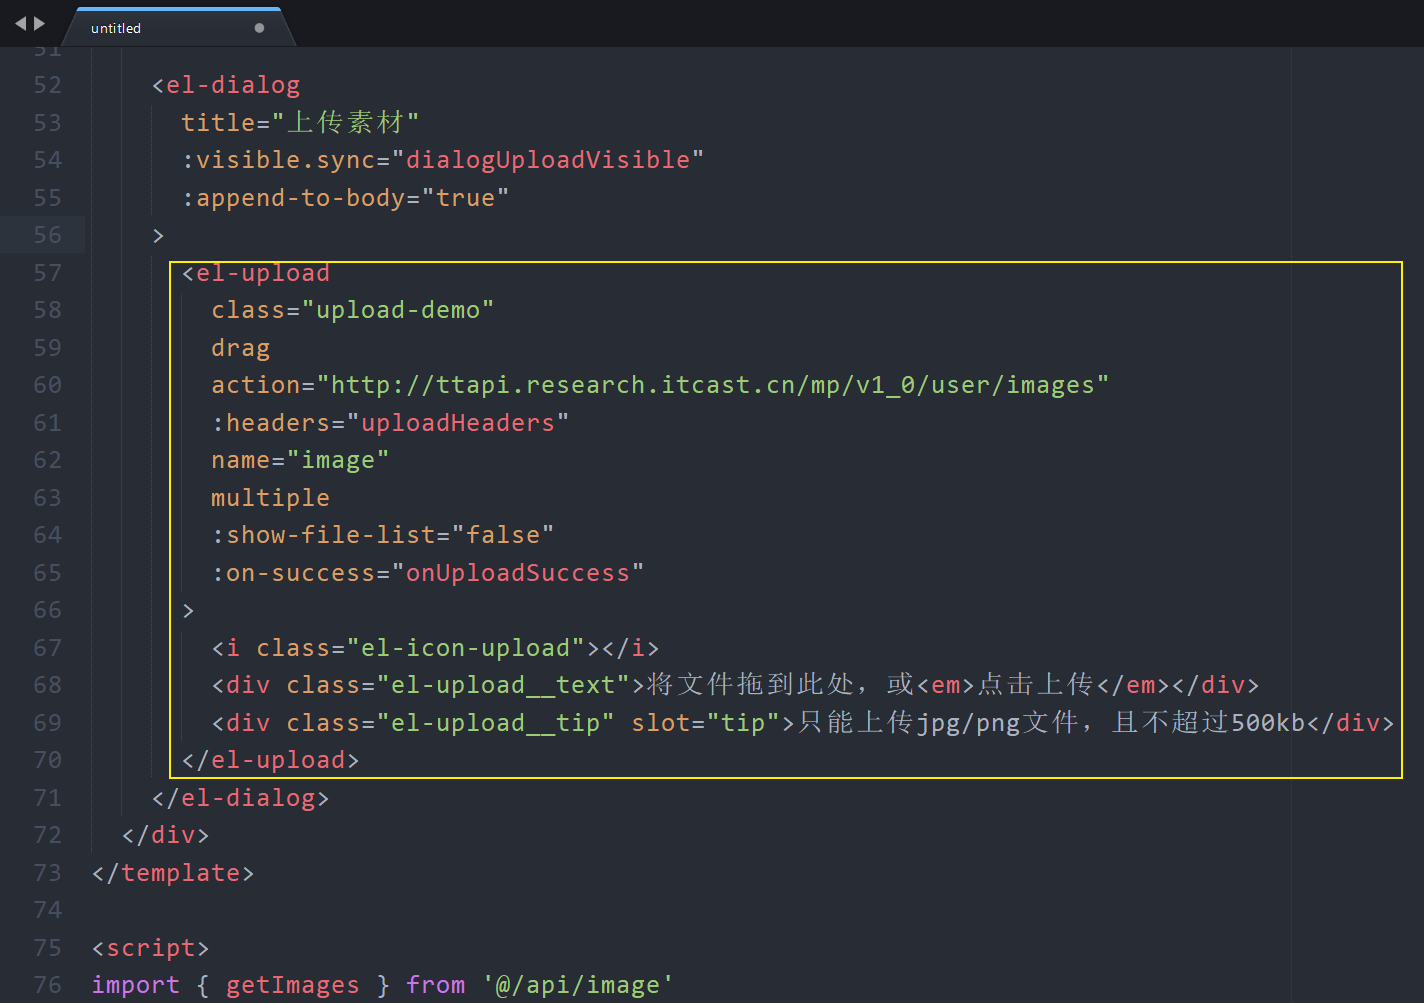 untitled
51
52 <el-dialog
53 title="上传素材"
54 :visible.sync="dialogUploadVisible"
55 :append-to-body="true"
56 >
57 <el-upload
58 class="upload-demo"
59 drag
60 action="http://ttapi.research.itcast.cn/mp/v1_0/user/images"
61 :headers="uploadHeaders"
62 name="image"
63 multiple
64 :show-file-list="false"
65 :on-success="onUploadSuccess"
66 >
67 <i class="el-icon-upload"></i>
68 <div class="el-upload__text">将文件拖到此处，或<em>点击上传</em></div>
69 <div class="el-upload__tip" slot="tip">只能上传jpg/png文件，且不超过500kb</div>
70 </el-upload>
71 </el-dialog>
72 </div>
73 </template>
74
75 <script>
76 import { getImages } from '@/api/image'